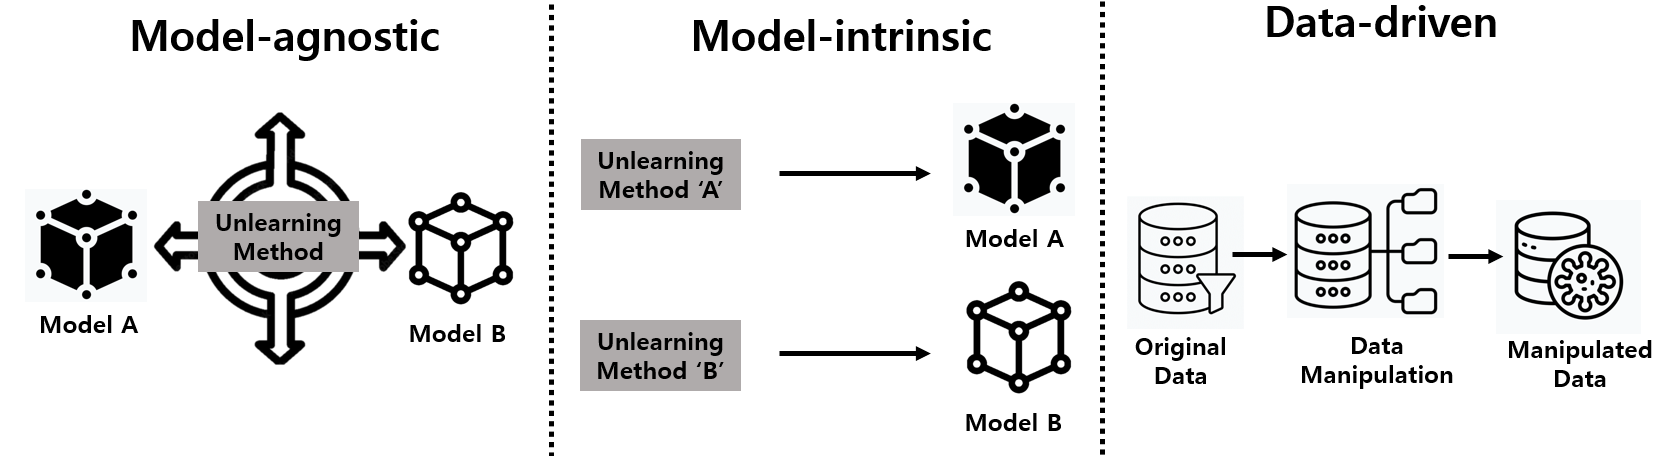 Model-agnostic
Unlearning
Method
Model A
Model B
Model-intrinsic
Unlearning
Method ‘A’
Model A
Unlearning
Method ‘B’
Model B
Data-driven
Original
Data
Data
Manipulation
Manipulated
Data